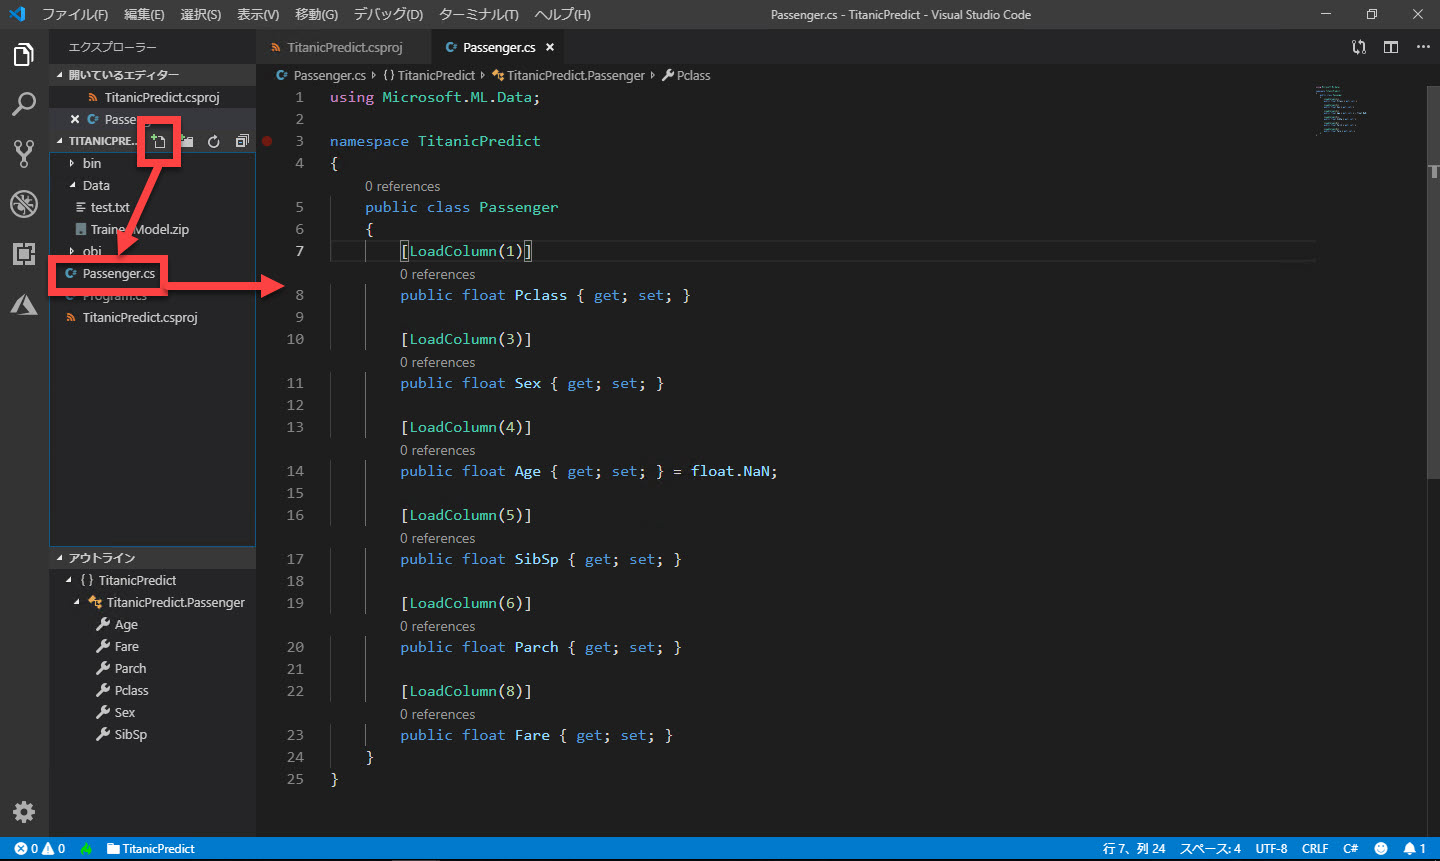 ファイル(F) 編集(E) 選択(S) 表示(V) 移動(G) デバッグ(D) ターミナル(T) ヘルプ(H) Passenger.cs - TitanicPredict - Visual Studio Code
エクスプローラー
開いているエディター
TitanicPredict.csproj
TITANICPRE...
bin
Data
test.txt
Model.zip
obj
Passenger.cs
Program.cs
TitanicPredict.csproj
アウトライン
{ } TitanicPredict
TitanicPredict.Passenger
Age
Fare
Parch
Pclass
Sex
SibSp
TitanicPredict.csproj Passenger.cs
Passenger.cs { } TitanicPredict TitanicPredict.Passenger Pclass
1 using Microsoft.ML.Data;
2
3 namespace TitanicPredict
4 {
0 references
5 public class Passenger
6 {
7 [LoadColumn(1)]
0 references
8 public float Pclass { get; set; }
9
10 [LoadColumn(3)]
0 references
11 public float Sex { get; set; }
12
13 [LoadColumn(4)]
0 references
14 public float Age { get; set; } = float.NaN;
15
16 [LoadColumn(5)]
0 references
17 public float SibSp { get; set; }
18
19 [LoadColumn(6)]
0 references
20 public float Parch { get; set; }
21
22 [LoadColumn(8)]
0 references
23 public float Fare { get; set; }
24 }
25 }
0 0 TitanicPredict 行 7、列 24 スペース: 4 UTF-8 CRLF C# 1